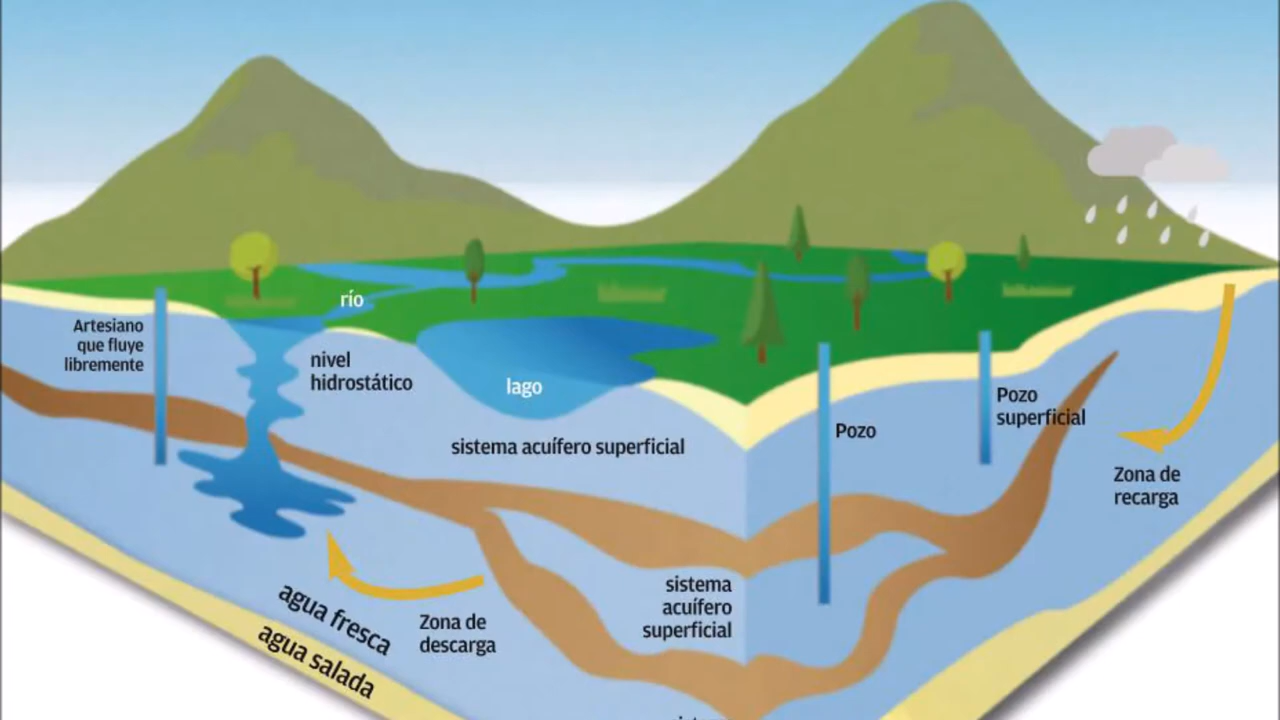 río
Artesiano
que fluye
libremente
nivel
hidrostático
lago
Pozo
superficial
Pozo
sistema acuífero superficial
Zona de
recarga
sistema
acuífero
superficial
agua fresca
Zona de
descarga
agua salada